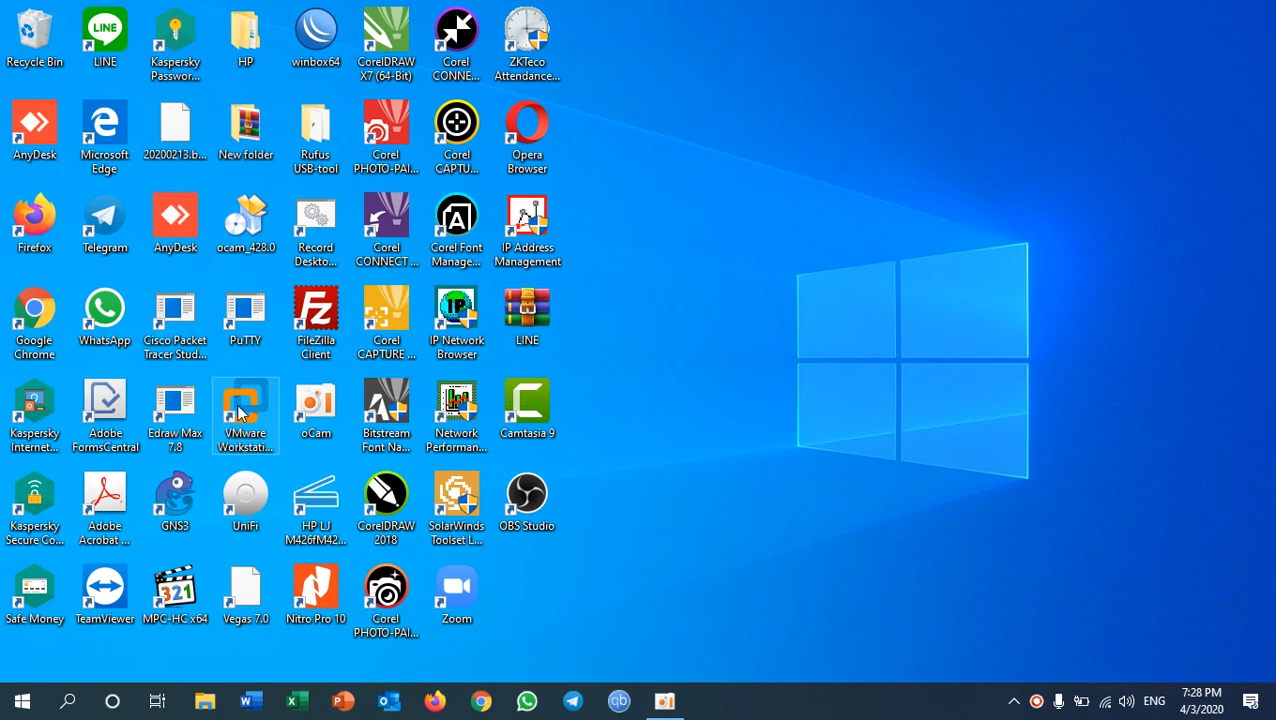 Recycle Bin
LINE
Kaspersky
Passwor...
HP
winbox64
CorelDRAW
X7 (64-Bit)
Corel
CONNE...
ZKTeco
Attendance...
AnyDesk
Microsoft
Edge
20200213.b...
New folder
Rufus
USB-tool
Corel
PHOTO-PAI...
Corel
CAPTU...
Opera
Browser
Firefox
Telegram
AnyDesk
ocam_428.0
Record
Deskto...
Corel
CONNECT ...
Corel Font
Manage...
IP Address
Management
Google
Chrome
WhatsApp
Cisco Packet
Tracer Stud...
PuTTY
FileZilla
Client
Corel
CAPTURE ...
IP Network
Browser
LINE
Kaspersky
Internet...
Adobe
FormsCentral
Edraw Max
7.8
VMware
Workstati...
oCam
Bitstream
Font Na...
Network
Performan...
Camtasia 9
Kaspersky
Secure Co...
Adobe
Acrobat ...
GNS3
UniFi
HP LJ
M426fM42...
CorelDRAW
2018
SolarWinds
Toolset L...
OBS Studio
Safe Money
TeamViewer
MPC-HC x64
Vegas 7.0
Nitro Pro 10
Corel
PHOTO-PAI...
Zoom
ENG
7:28 PM
4/3/2020